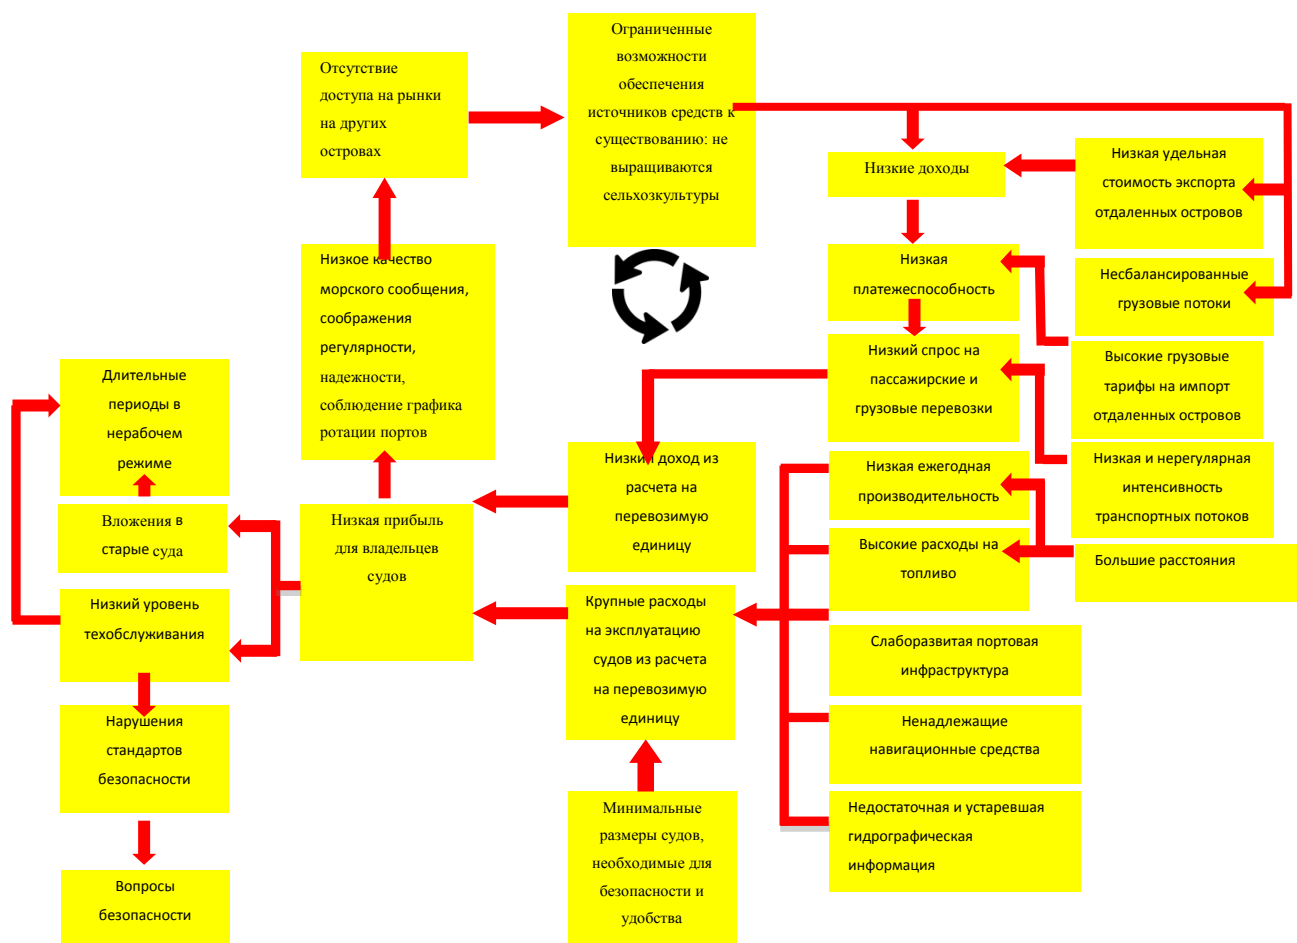 Ограниченные
возможности
обеспечения
источников средств к
существованию: не
выращиваются
сельхозкультуры
Отсутствие
доступа на рынки
на других
островах
Низкие доходы
Низкая удельная
стоимость экспорта
отдаленных островов
Низкое качество
морского сообщения,
соображения
регулярности,
надежности,
соблюдение графика
ротации портов
Низкая
платежеспособность
Несбалансированные
грузовые потоки
Низкий спрос на
пассажирские и
грузовые перевозки
Высокие грузовые
тарифы на импорт
отдаленных островов
Длительные
периоды в
нерабочем
режиме
Низкий доход из
расчета на
перевозимую
единицу
Низкая ежегодная
производительность
Низкая и нерегулярная
интенсивность
транспортных потоков
Вложения в
старые суда
Низкая прибыль
для владельцев
судов
Высокие расходы на
топливо
Большие расстояния
Низкий уровень
техобслуживания
Крупные расходы
на эксплуатацию
судов из расчета
на перевозимую
единицу
Слаборазвитая портовая
инфраструктура
Нарушения
стандартов
безопасности
Ненадлежащие
навигационные средства
Минимальные
размеры судов,
необходимые для
безопасности и
удобства
Недостаточная и устаревшая
гидрографическая
информация
Вопросы
безопасности